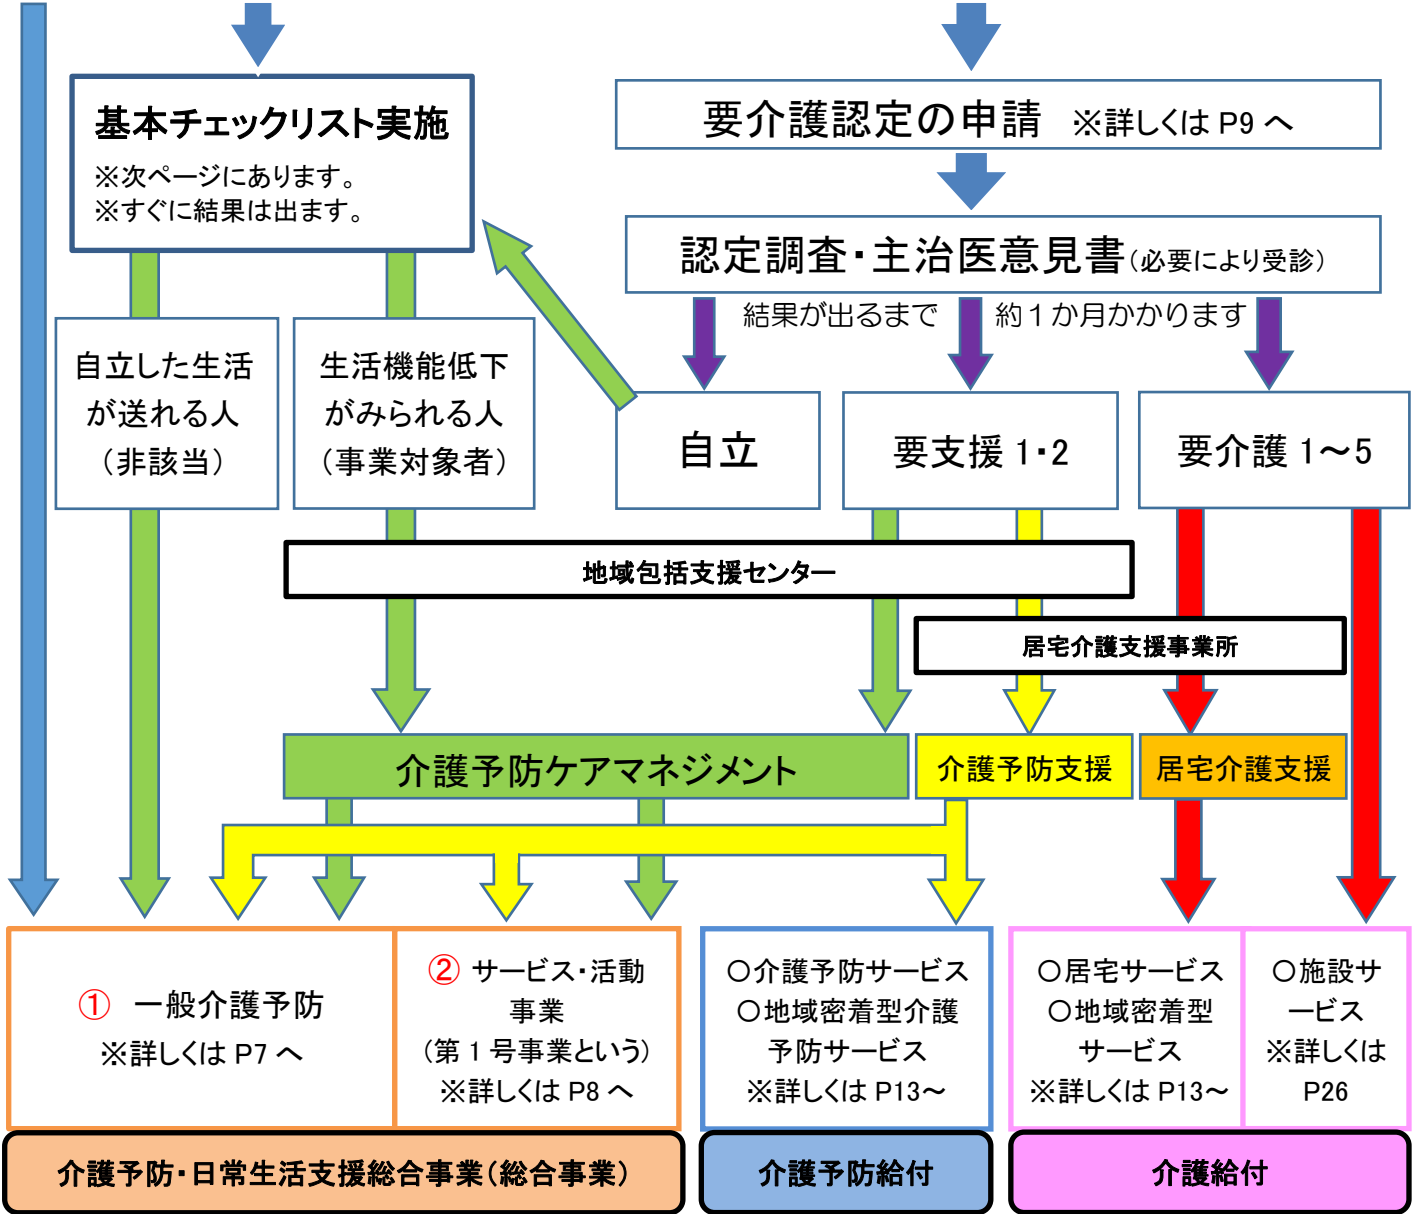 基本チェックリスト実施
※次ページにあります。
※すぐに結果は出ます。
要介護認定の申請 ※詳しくは P9 へ
認定調査・主治医意見書(必要により受診)
結果が出るまで 約1か月かかります
自立した生活
が送れる人
(非該当)
生活機能低下
がみられる人
(事業対象者)
自立
要支援 1・2
要介護 1～5
地域包括支援センター
居宅介護支援事業所
介護予防ケアマネジメント
介護予防支援
居宅介護支援
① 一般介護予防
※詳しくは P7 へ
② サービス・活動
事業
(第1号事業という)
※詳しくは P8 へ
○介護予防サービス
○地域密着型介護
予防サービス
※詳しくは P13～
○居宅サービス
○地域密着型
サービス
※詳しくは P13～
○施設サ
ービス
※詳しくは
P26
介護予防・日常生活支援総合事業(総合事業)
介護予防給付
介護給付